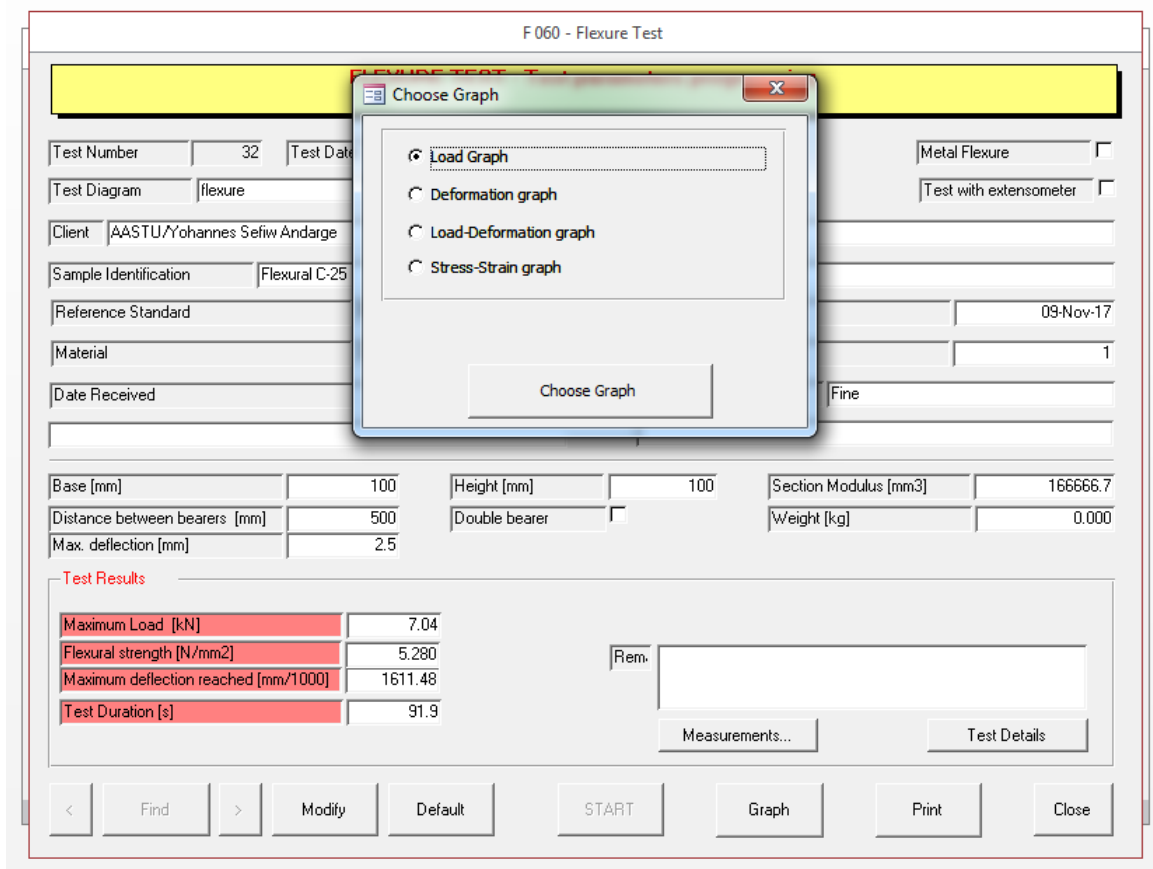 F 060 - Flexure Test
FLEXURE TEST - Test parameters programming
Choose Graph
Load Graph
Deformation graph
Load-Deformation graph
Stress-Strain graph
Choose Graph
Test Number 32 Test Date Metal Flexure
Test Diagram flexure Test with extensometer
Client AASTU/Yohannes Sefiw Andarge
Sample Identification Flexural C-25
Reference Standard 09-Nov-17
Material 1
Date Received Fine
Base [mm] 100 Height [mm] 100 Section Modulus [mm3] 166666.7
Distance between bearers [mm] 500 Double bearer Weight [kg] 0.000
Max. deflection [mm] 2.5
Test Results
Maximum Load [kN] 7.04
Flexural strength [N/mm2] 5.280 Rem.
Maximum deflection reached [mm/1000] 1611.48
Test Duration [s] 91.9
Measurements... Test Details
< Find > Modify Default START Graph Print Close